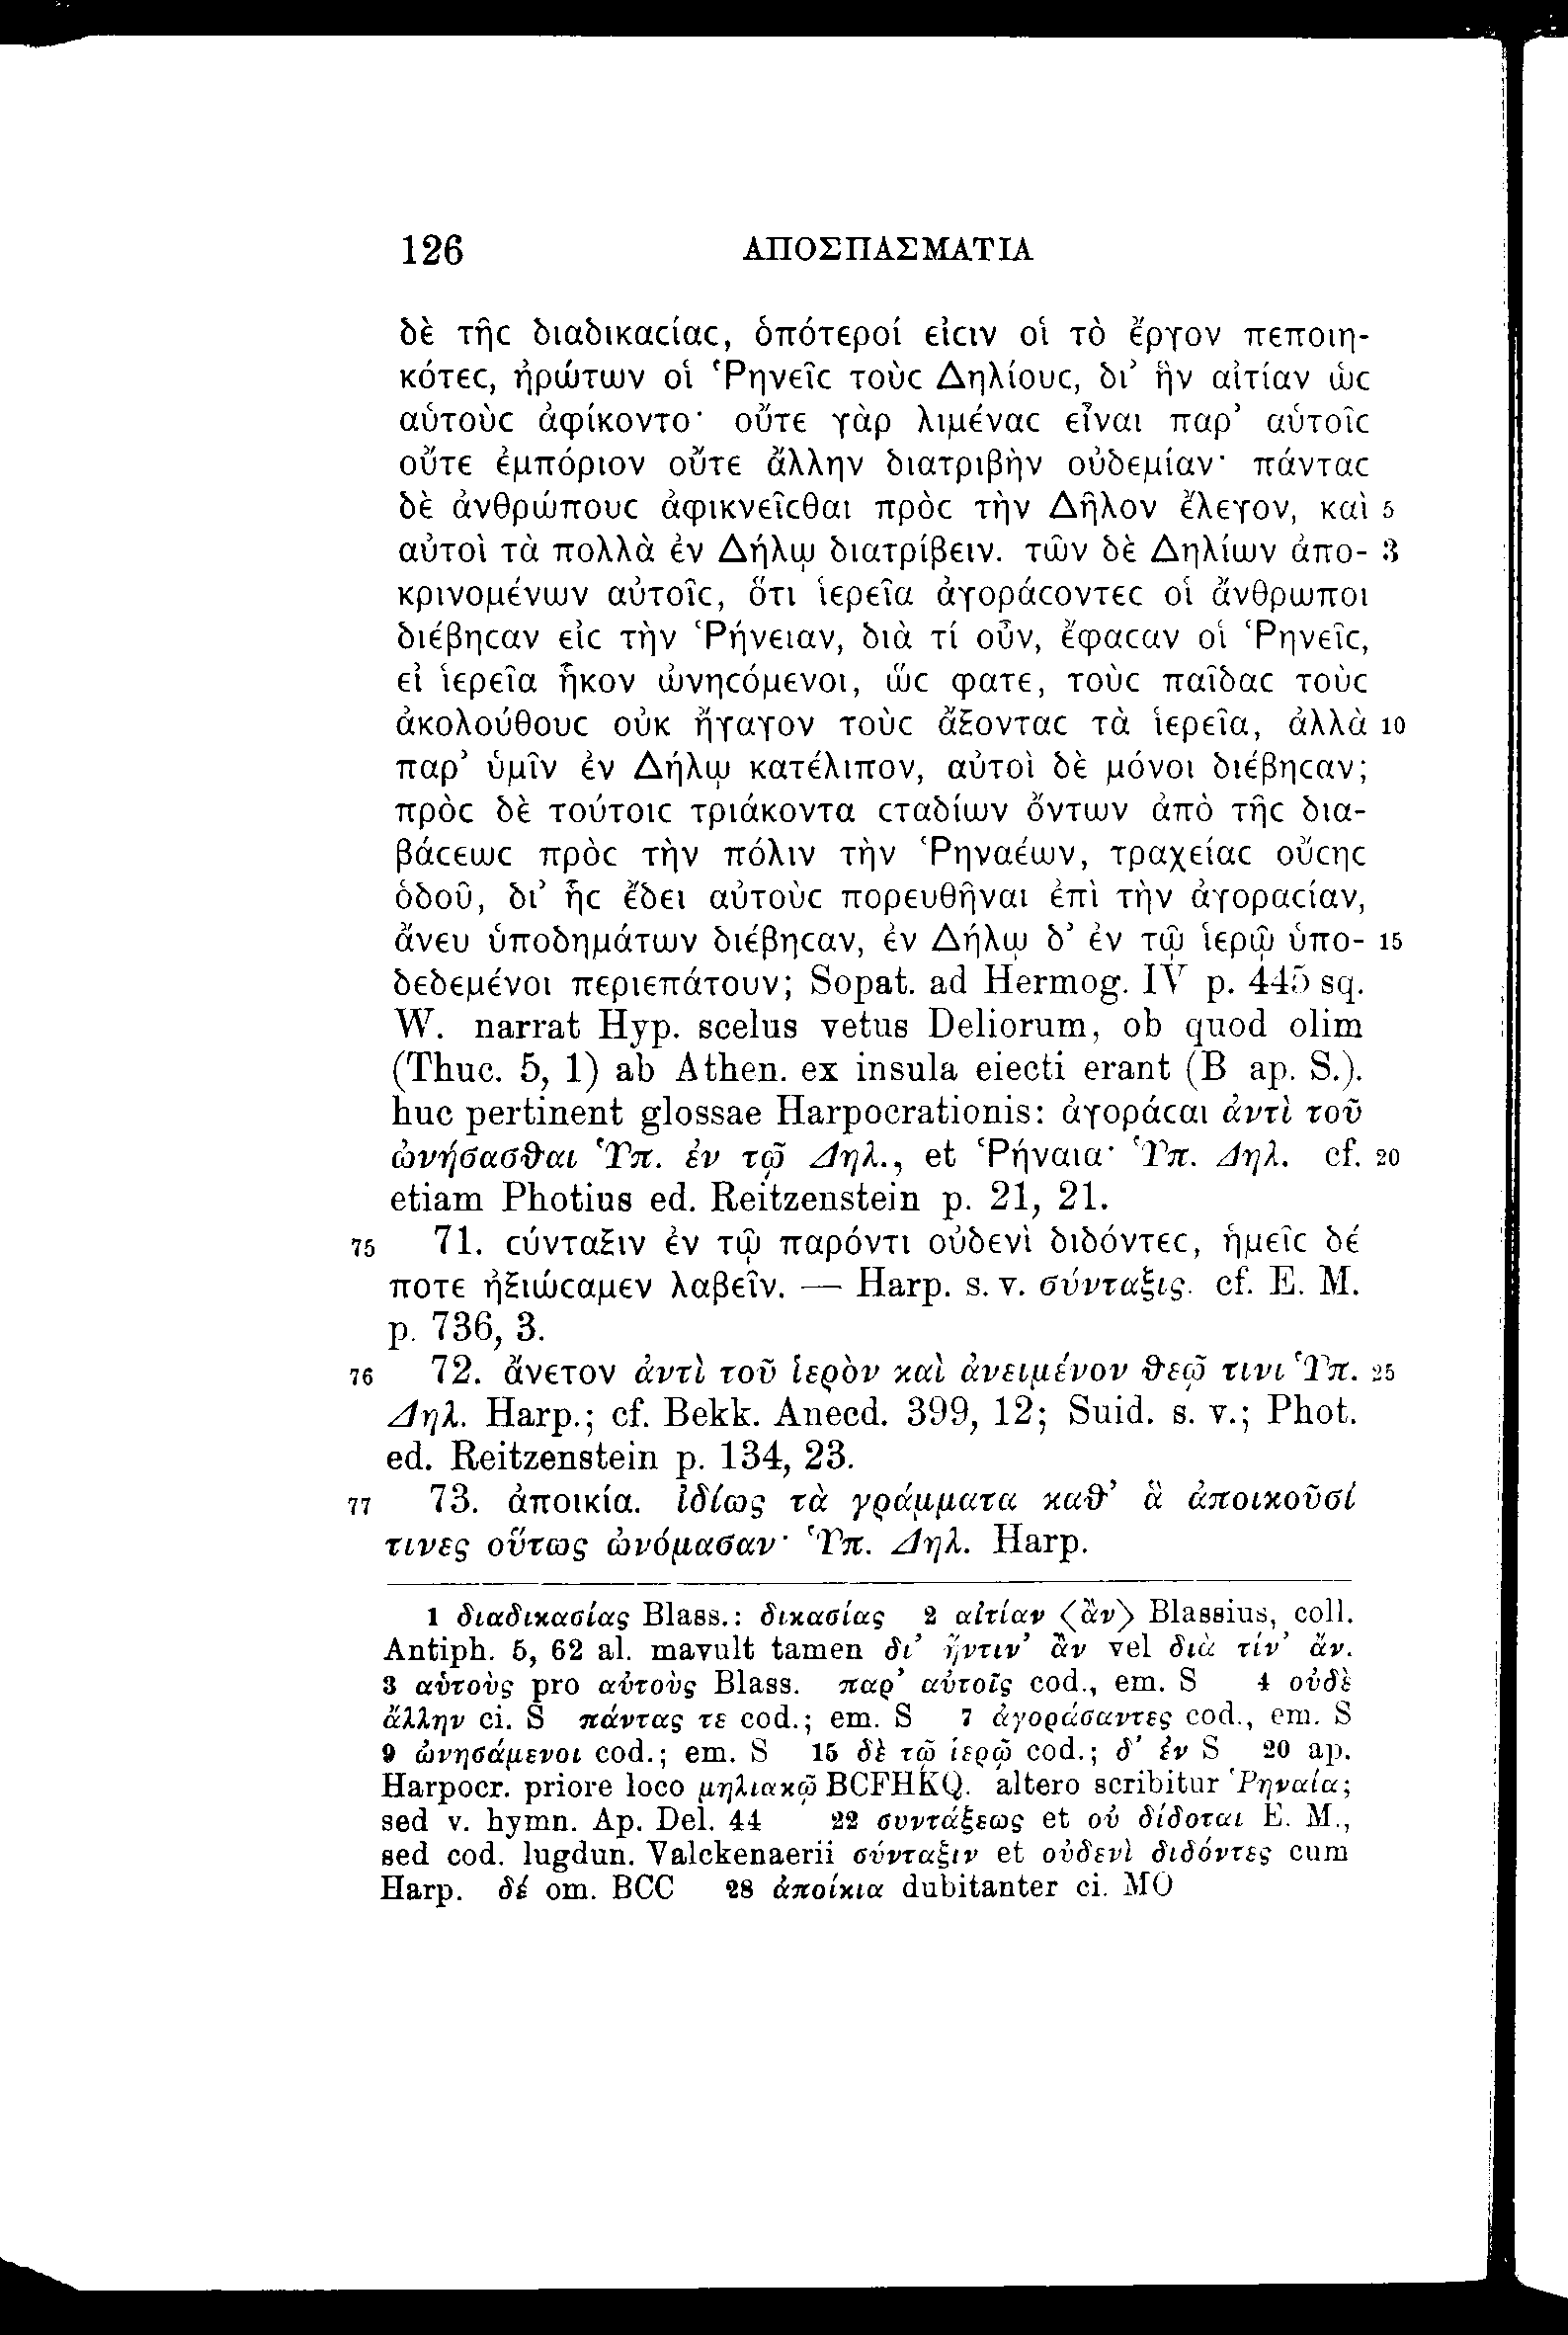 126 ΑΠΟΣΠΑΣΜΑΤΙΑ
δὲ τῆϲ διαδικαϲίαϲ, ὁπότεροί εἰϲιν οἱ τὸ ἔργον πεποιη-
κότεϲ, ἠρώτων οἱ Ῥηνεῖϲ τοὺϲ Δηλίουϲ, δι’ ἣν αἰτίαν ὡϲ
αὑτοὺϲ ἀφίκοντο· οὔτε γὰρ λιμέναϲ εἶναι παρ’ αὑτοῖϲ
οὔτε ἐμπόριον οὔτε ἄλλην διατριβὴν οὐδεμίαν· πάνταϲ
δὲ ἀνθρώπουϲ ἀφικνεῖϲθαι πρὸϲ τὴν Δῆλον ἔλεγον, καὶ 5
αὐτοὶ τὰ πολλὰ ἐν Δήλῳ διατρίβειν. τῶν δὲ Δηλίων ἀπο- 3
κρινομένων αὐτοῖϲ, ὅτι ἱερεῖα ἀγοράϲοντεϲ οἱ ἄνθρωποι
διέβηϲαν εἰϲ τὴν Ῥήνειαν, διὰ τί οὖν, ἔφαϲαν οἱ Ῥηνεῖϲ,
εἰ ἱερεῖα ἧκον ὠνηϲόμενοι, ὥϲ φατε, τοὺϲ παῖδαϲ τοὺϲ
ἀκολούθουϲ οὐκ ἤγαγον τοὺϲ ἄξονταϲ τὰ ἱερεῖα, ἀλλὰ 10
παρ’ ὑμῖν ἐν Δήλῳ κατέλιπον, αὐτοὶ δὲ μόνοι διέβηϲαν;
πρὸϲ δὲ τούτοιϲ τριάκοντα ϲταδίων ὄντων ἀπὸ τῆϲ δια-
βάϲεωϲ πρὸϲ τὴν πόλιν τὴν Ῥηναέων, τραχείαϲ οὔϲηϲ
ὁδοῦ, δι’ ἧϲ ἔδει αὐτοὺϲ πορευθῆναι ἐπὶ τὴν ἀγοραϲίαν,
ἄνευ ὑποδημάτων διέβηϲαν, ἐν Δήλῳ δ’ ἐν τῷ ἱερῷ ὑπο- 15
δεδεμένοι περιεπάτουν; Sopat. ad Hermog. IV p. 445 sq.
W. narrat Hyp. scelus vetus Deliorum, ob quod olim
(Thuc. 5, 1) ab Athen. ex insula eiecti erant (B ap. S.).
huc pertinent glossae Harpocrationis: ἀγοράϲαι ἀντὶ τοῦ
ὠνήσασθαι Ὑπ. ἐν τῷ Δηλ., et Ῥήναια· Ὑπ. Δηλ. cf. 20
etiam Photius ed. Reitzenstein p. 21, 21.
75 71. ϲύνταξιν ἐν τῷ παρόντι οὐδενὶ διδόντεϲ, ἡμεῖϲ δέ
ποτε ἠξιώϲαμεν λαβεῖν. — Harp. s. v. σύνταξις. cf. E. M.
p. 736, 3.
76 72. ἄνετον ἀντὶ τοῦ ἱερὸν καὶ ἀνειμένον θεῷ τινι Ὑπ. 25
Δηλ. Harp.; cf. Bekk. Anecd. 399, 12; Suid. s. v.; Phot.
ed. Reitzenstein p. 134, 23.
77 73. ἀποικία. ἰδίως τὰ γράμματα καθ’ ἃ ἀποικοῦσί
τινες οὕτως ὠνόμασαν· Ὑπ. Δηλ. Harp.
1 διαδικασίας Blass.: δικασίας 2 αἰτίαν ⟨ἂν⟩ Blassius, coll.
Antiph. 5, 62 al. mavult tamen δι’ ἥντιν’ ἂν vel διὰ τίν’ ἄν.
3 αὑτοὺς pro αὐτοὺς Blass. παρ’ αὐτοῖς cod., em. S 4 οὐδὲ
ἄλλην ci. S πάντας τε cod.; em. S 7 ἀγοράσαντες cod., em. S
9 ὠνησάμενοι cod.; em. S 15 δὲ τῷ ἱερῷ cod.; δ’ ἐν S 20 ap.
Harpocr. priore loco μηλιακῷ BCFHKQ. altero scribitur Ῥηναία;
sed v. hymn. Ap. Del. 44 22 συντάξεως et οὐ δίδοται E. M.,
sed cod. lugdun. Valckenaerii σύνταξιν et οὐδενὶ διδόντες cum
Harp. δέ om. BCC 28 ἀποίκια dubitanter ci. MO